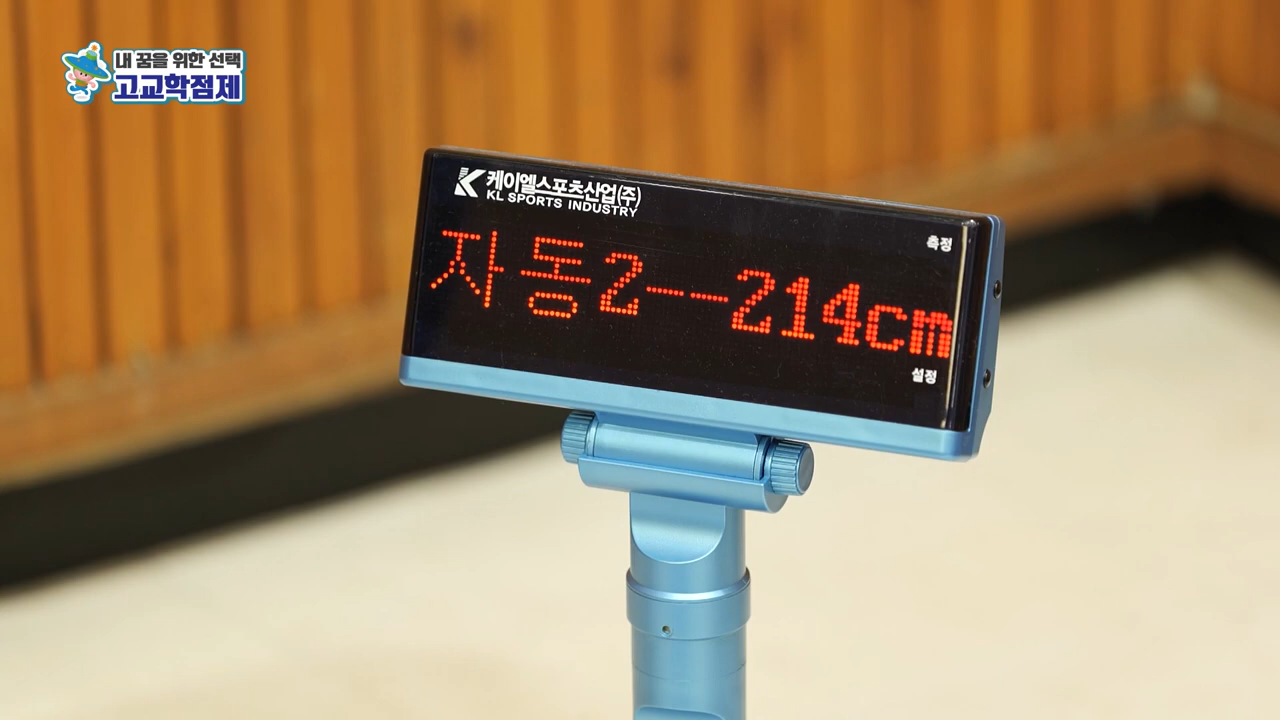 내 꿈을 위한 선택
고교학점제
케이엘스포츠산업(주)
KL SPORTS INDUSTRY
측정
자동2--214cm
설정